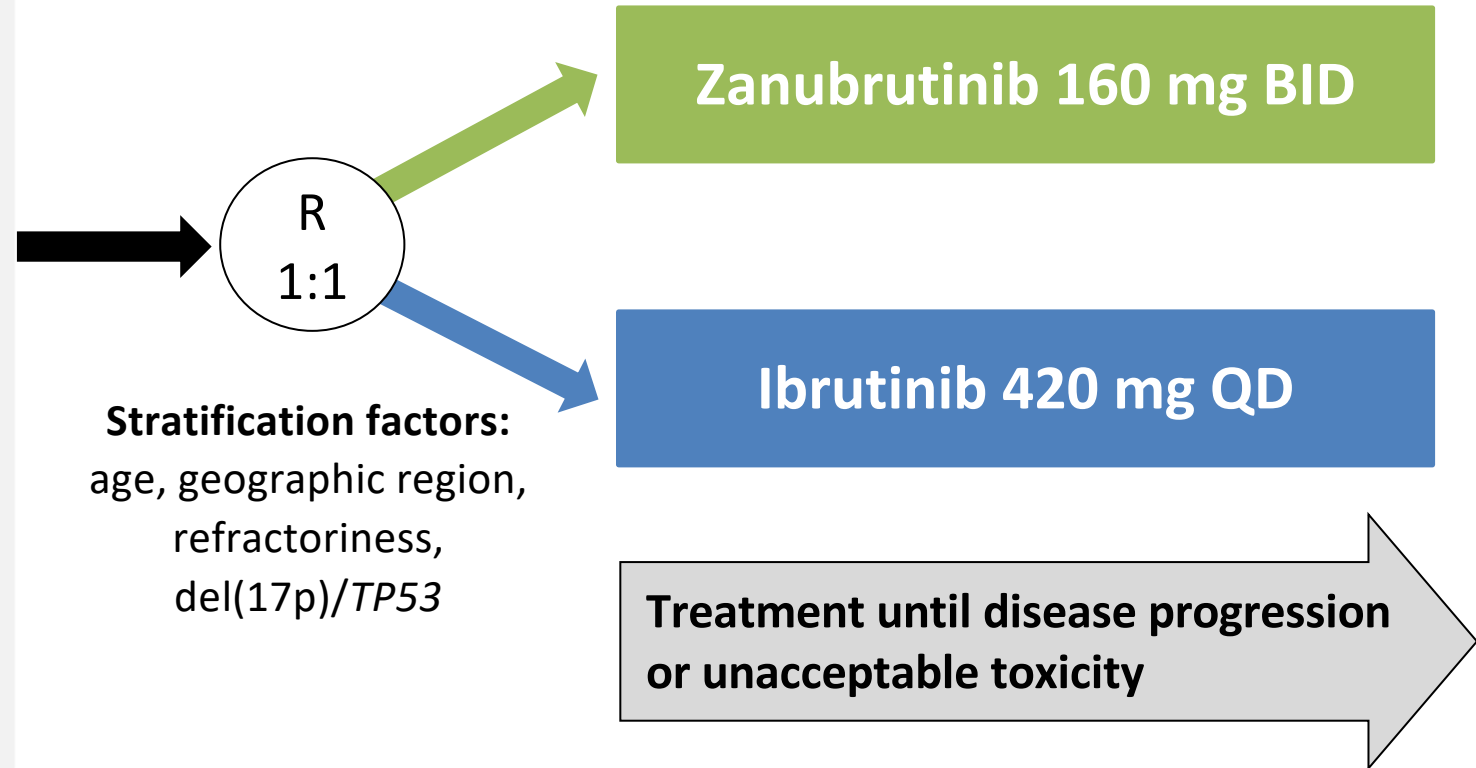 Zanubrutinib 160 mg BID
R
1:1
Ibrutinib 420 mg QD
Stratification factors:
age, geographic region,
refractoriness,
del(17p)/TP53
Treatment until disease progression
or unacceptable toxicity